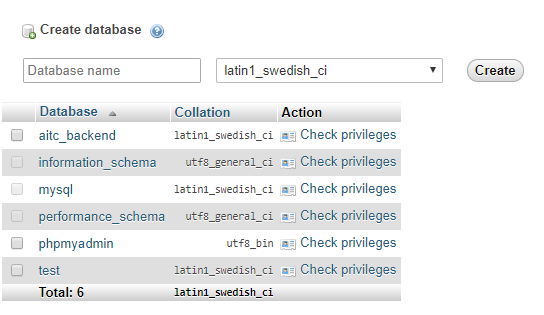 Create database
Database name latin1_swedish_ci Create
Database Collation Action
aitc_backend latin1_swedish_ci Check privileges
information_schema utf8_general_ci Check privileges
mysql latin1_swedish_ci Check privileges
performance_schema utf8_general_ci Check privileges
phpmyadmin utf8_bin Check privileges
test latin1_swedish_ci Check privileges
Total: 6 latin1_swedish_ci